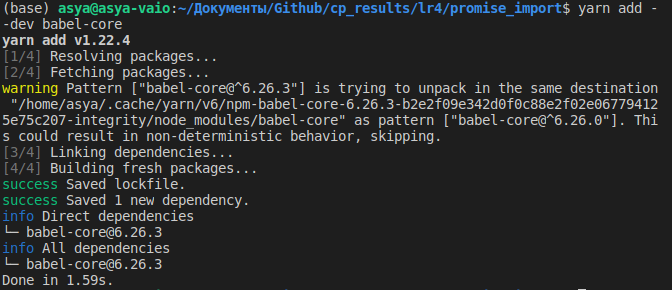 (base) asya@asya-vaio:~/Документы/Github/cp_results/lr4/promise_import$ yarn add -
-dev babel-core
yarn add v1.22.4
[1/4] Resolving packages...
[2/4] Fetching packages...
warning Pattern ["babel-core@^6.26.3"] is trying to unpack in the same destination
 "/home/asya/.cache/yarn/v6/npm-babel-core-6.26.3-b2e2f09e342d0f0c88e2f02e06779412
5e75c207-integrity/node_modules/babel-core" as pattern ["babel-core@^6.26.0"]. Thi
s could result in non-deterministic behavior, skipping.
[3/4] Linking dependencies...
[4/4] Building fresh packages...
success Saved lockfile.
success Saved 1 new dependency.
info Direct dependencies
└─ babel-core@6.26.3
info All dependencies
└─ babel-core@6.26.3
Done in 1.59s.